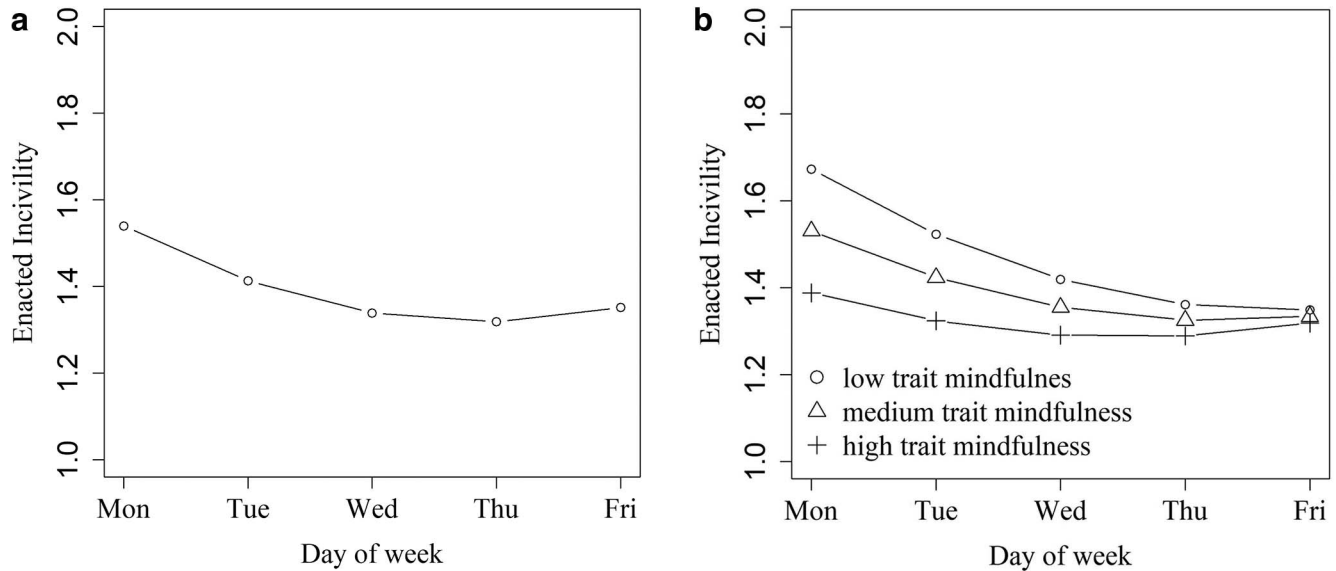 a
Enacted Incivility
2.0
1.8
1.6
1.4
1.2
1.0
Mon Tue Wed Thu Fri
Day of week
b
Enacted Incivility
2.0
1.8
1.6
1.4
1.2
1.0
low trait mindfulnes
medium trait mindfulness
high trait mindfulness
Mon Tue Wed Thu Fri
Day of week